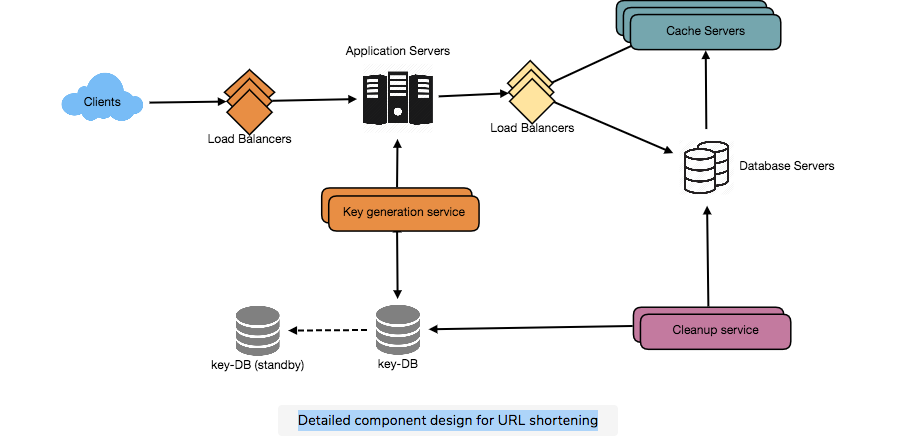 Cache Servers
Application Servers
Clients
Load Balancers
Load Balancers
Database Servers
Key generation service
Cleanup service
key-DB (standby)
key-DB
Detailed component design for URL shortening